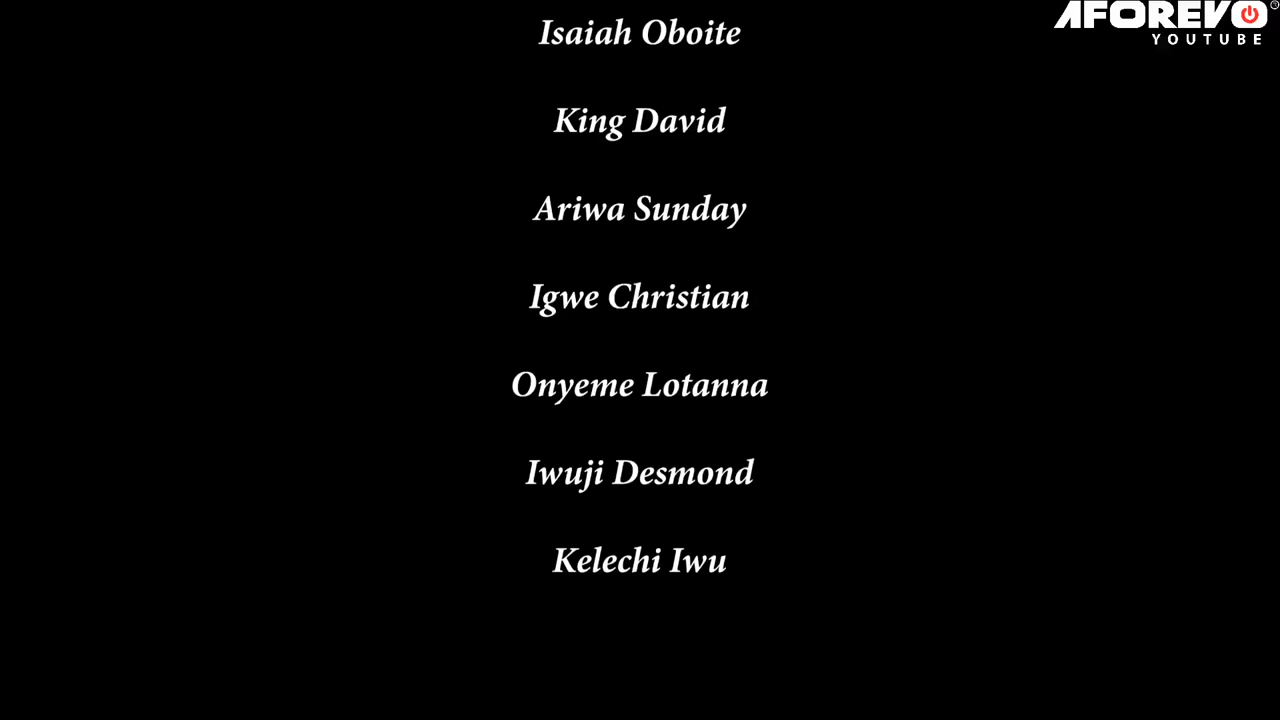 Isaiah Oboite
AFOREVO
YOUTUBE
King David
Ariwa Sunday
Igwe Christian
Onyeme Lotanna
Iwuji Desmond
Kelechi Iwu